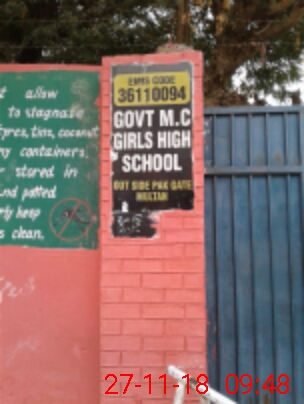 t allow
to stagnate
tyres, tins, coconut
ny containers.
stored in
nd potted
rly keep
s clean.
EMIS CODE
36110094
GOVT M.C
GIRLS HIGH
SCHOOL
OUT SIDE PAK GATE
MULTAN
27-11-18 09:48